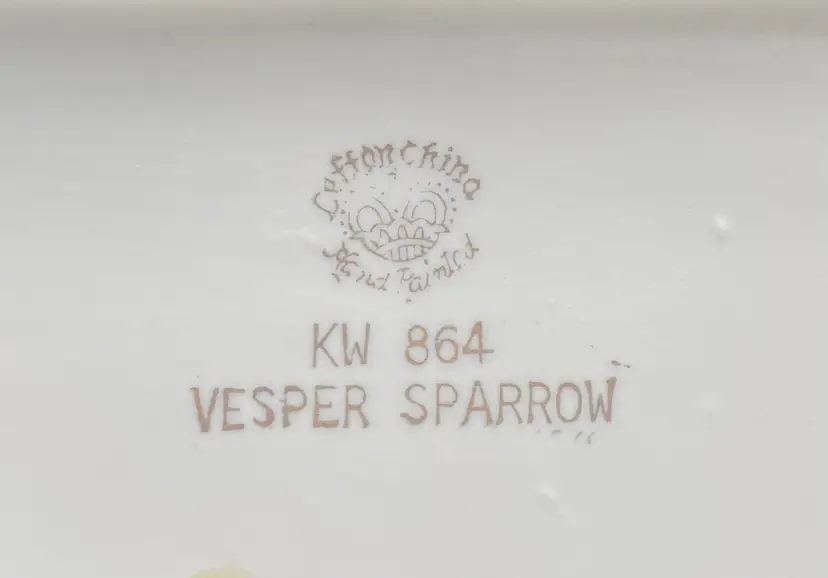 Lefton China
Hand Painted
KW 864
VESPER SPARROW